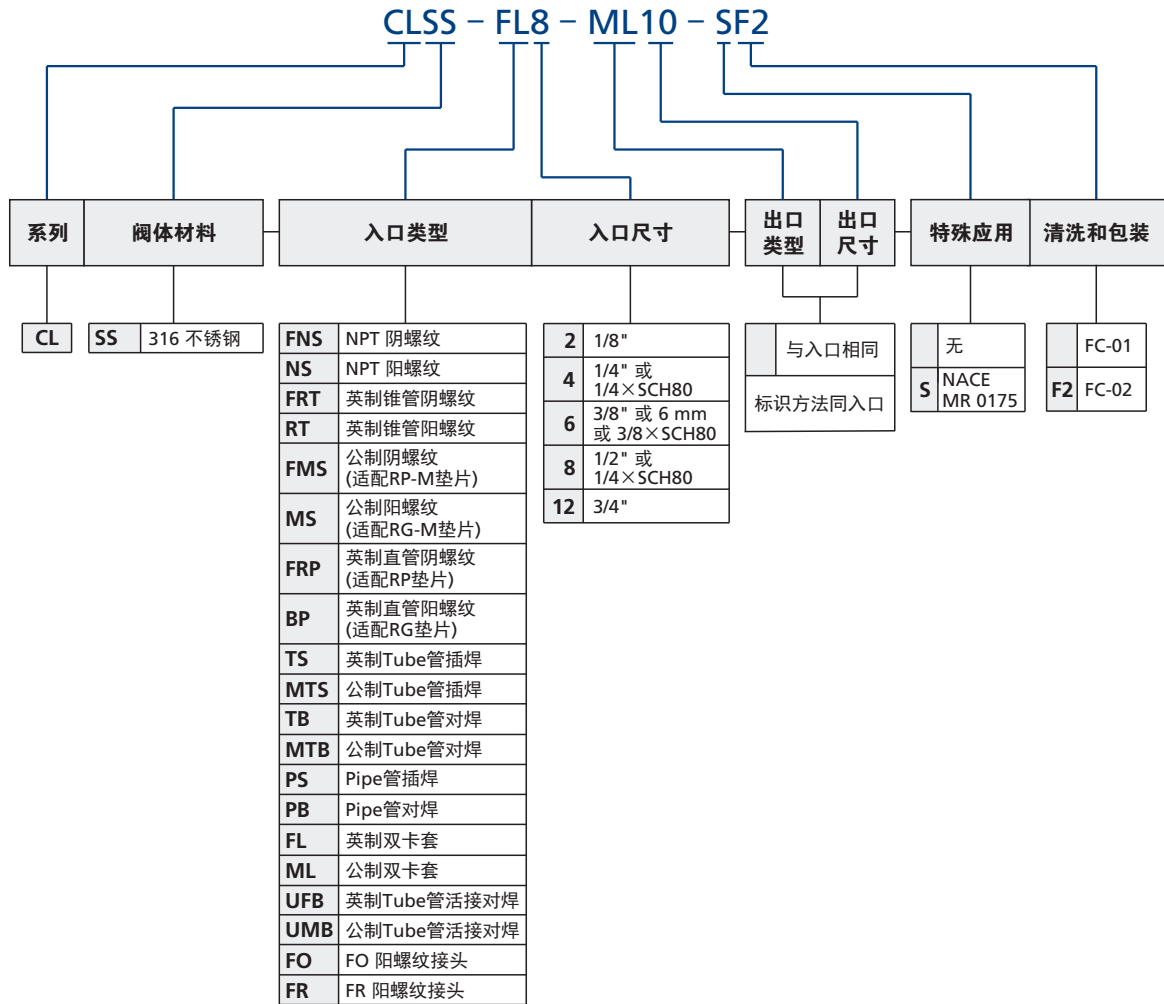 CLSS – FL8 – ML10 – SF2
系列
阀体材料
入口类型
入口尺寸
出口
类型
出口
尺寸
特殊应用
清洗和包装
CL
SS 316 不锈钢
FNS NPT 阴螺纹
NS NPT 阳螺纹
FRT 英制锥管阴螺纹
RT 英制锥管阳螺纹
FMS 公制阴螺纹
(适配RP-M垫片)
MS 公制阳螺纹
(适配RG-M垫片)
FRP 英制直管阴螺纹
(适配RP垫片)
BP 英制直管阳螺纹
(适配RG垫片)
TS 英制Tube管插焊
MTS 公制Tube管插焊
TB 英制Tube管对焊
MTB 公制Tube管对焊
PS Pipe管插焊
PB Pipe管对焊
FL 英制双卡套
ML 公制双卡套
UFB 英制Tube管活接对焊
UMB 公制Tube管活接对焊
FO FO 阳螺纹接头
FR FR 阳螺纹接头
2 1/8"
4 1/4" 或
1/4×SCH80
6 3/8" 或 6 mm
或 3/8×SCH80
8 1/2" 或
1/4×SCH80
12 3/4"
与入口相同
标识方法同入口
无
S NACE
MR 0175
FC-01
F2 FC-02